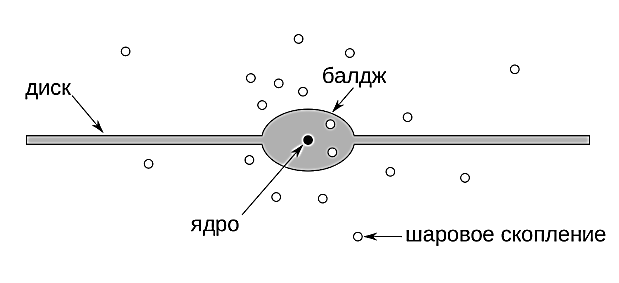 балдж
диск
ядро
шаровое скопление